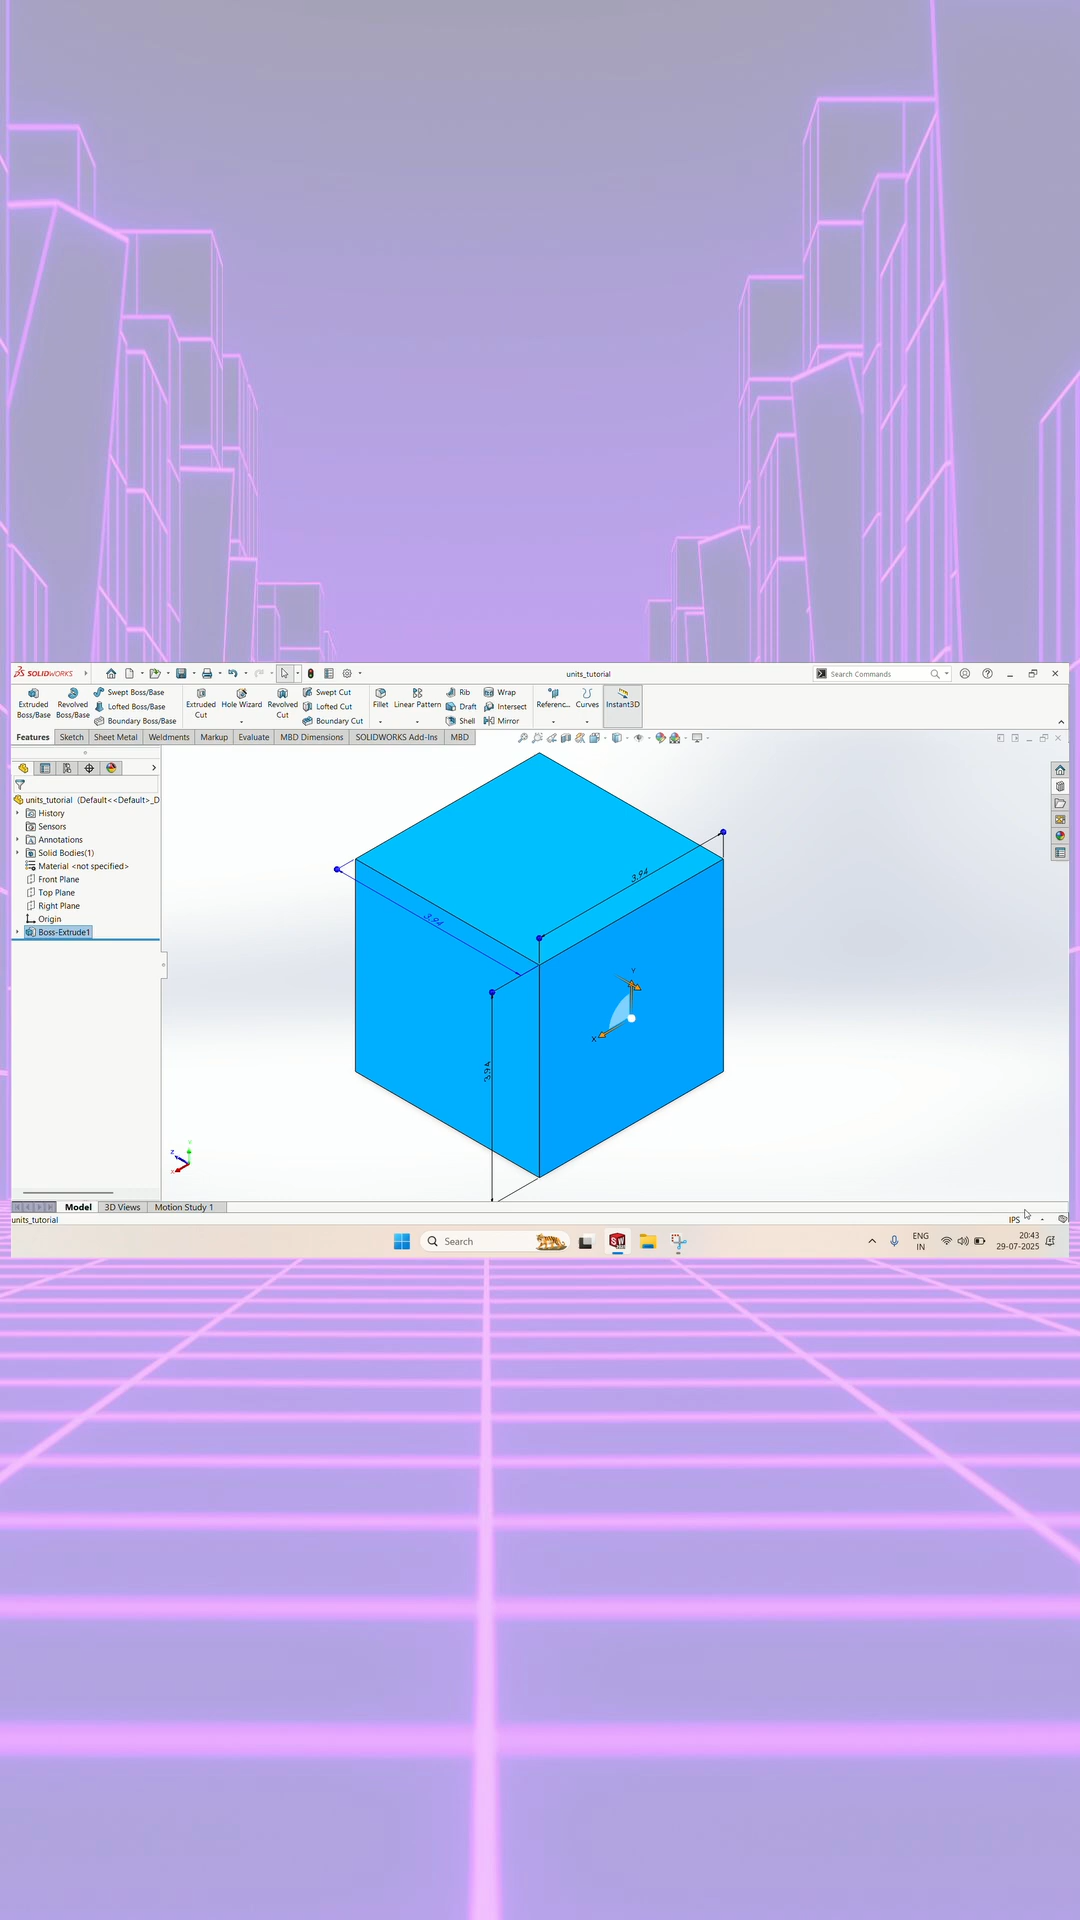 SOLIDWORKS
units_tutorial
Search Commands
Extruded Boss/Base
Revolved Boss/Base
Swept Boss/Base
Lofted Boss/Base
Boundary Boss/Base
Extruded Cut
Hole Wizard
Revolved Cut
Swept Cut
Lofted Cut
Boundary Cut
Fillet
Linear Pattern
Rib
Draft
Shell
Wrap
Intersect
Mirror
Referenc...
Curves
Instant3D
Features Sketch Sheet Metal Weldments Markup Evaluate MBD Dimensions SOLIDWORKS Add-Ins MBD
units_tutorial (Default<<Default>_D
History
Sensors
Annotations
Solid Bodies(1)
Material <not specified>
Front Plane
Top Plane
Right Plane
Origin
Boss-Extrude1
3.94
3.94
3.94
Y
X
Y
Z
X
Model 3D Views Motion Study 1
units_tutorial
IPS
Search
ENG
IN
20:43
29-07-2025